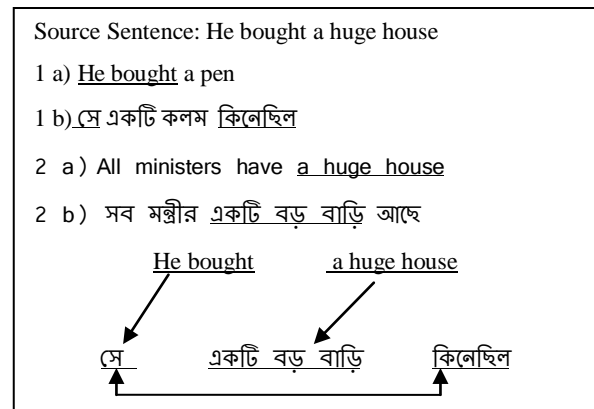 Source Sentence: He bought a huge house
1 a) He bought a pen
1 b) সে একটি কলম কিনেছিল
2 a) All ministers have a huge house
2 b) সব মন্ত্রীর একটি বড় বাড়ি আছে
He bought a huge house
সে একটি বড় বাড়ি কিনেছিল